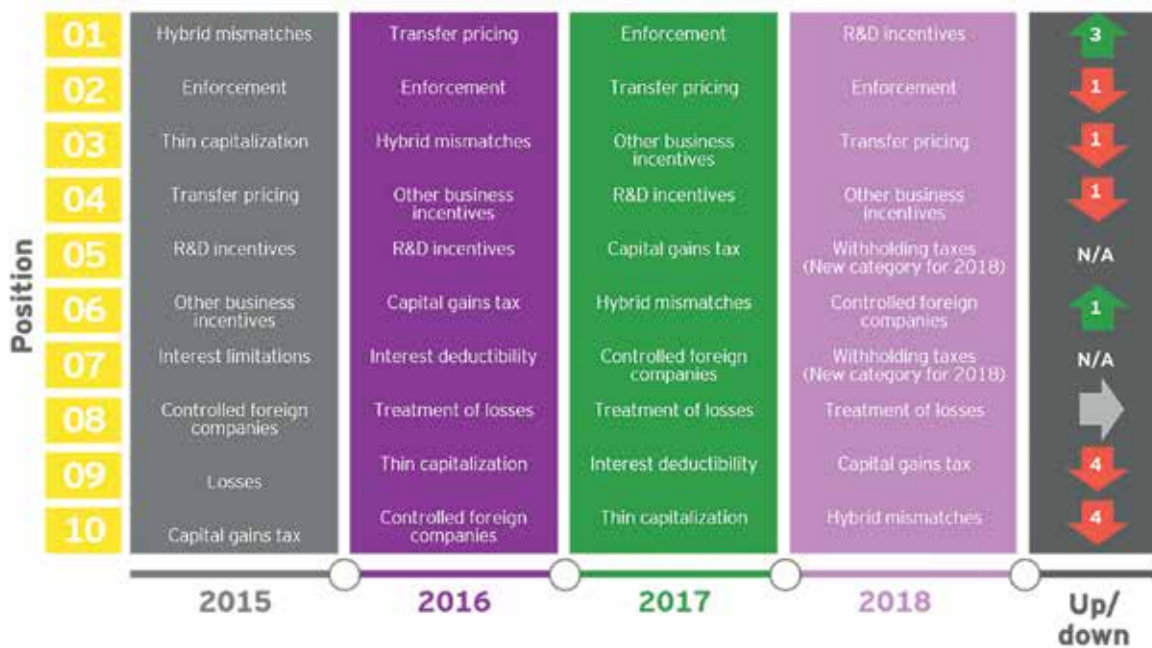 01 Hybrid mismatches Transfer pricing Enforcement R&D incentives 3
02 Enforcement Enforcement Transfer pricing Enforcement 1
03 Thin capitalization Hybrid mismatches Other business
incentives Transfer pricing 1
04 Transfer pricing Other business
incentives R&D incentives Other business
incentives 1
05 R&D incentives R&D incentives Capital gains tax Withholding taxes
(New category for 2018) N/A
06 Other business
incentives Capital gains tax Hybrid mismatches Controlled foreign
companies 1
07 Interest limitations Interest deductibility Controlled foreign
companies Withholding taxes
(New category for 2018) N/A
08 Controlled foreign
companies Treatment of losses Treatment of losses Treatment of losses
09 Losses Thin capitalization Interest deductibility Capital gains tax 4
10 Capital gains tax Controlled foreign
companies Thin capitalization Hybrid mismatches 4
Position
2015 2016 2017 2018 Up/
down